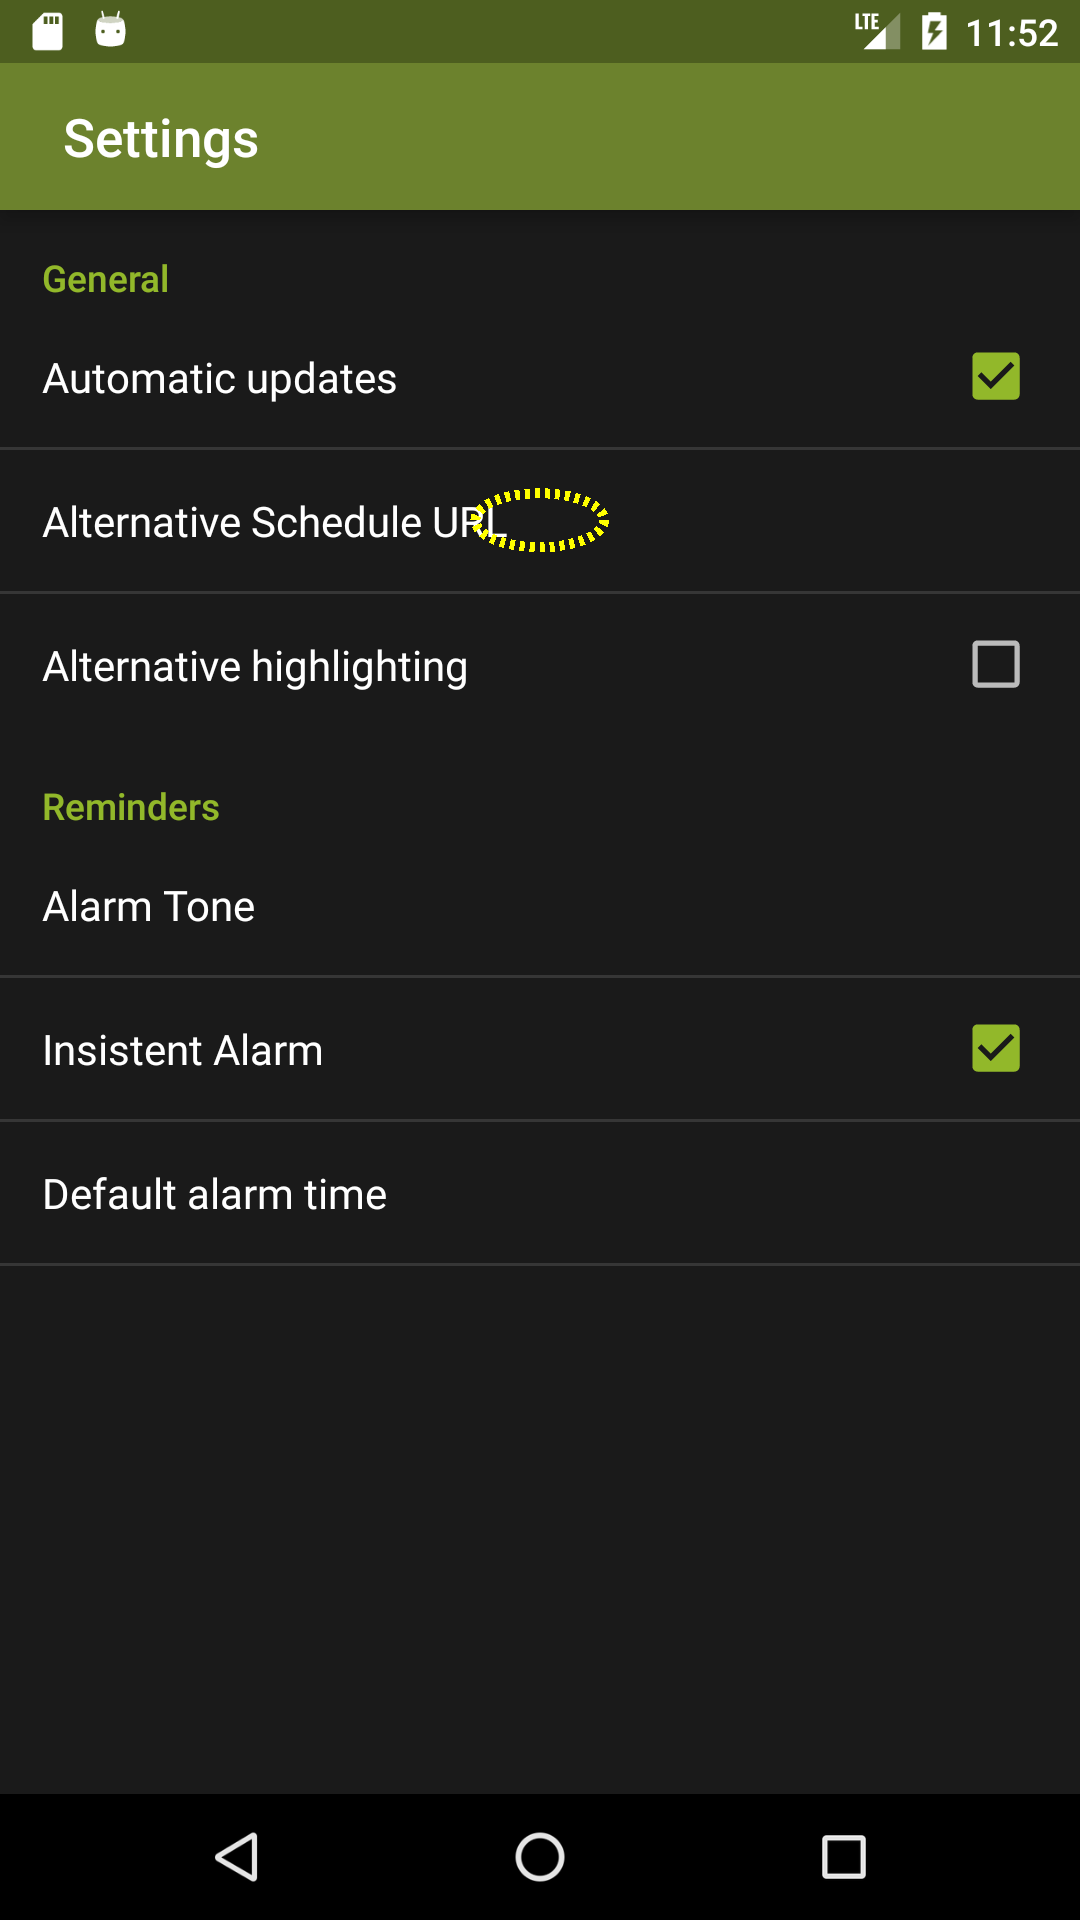 LTE 11:52
Settings
General
Automatic updates
Alternative Schedule URL
Alternative highlighting
Reminders
Alarm Tone
Insistent Alarm
Default alarm time